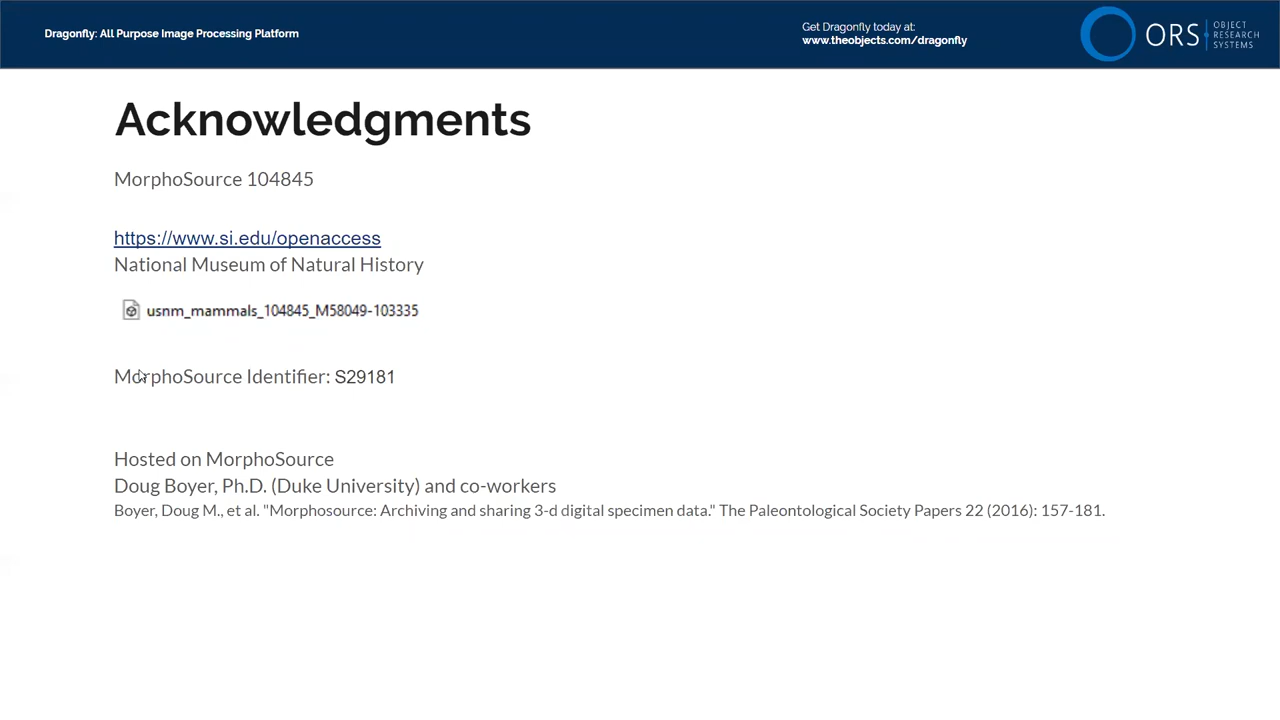 Dragonfly: All Purpose Image Processing Platform
Get Dragonfly today at:
www.theobjects.com/dragonfly
ORS
OBJECT
RESEARCH
SYSTEMS
Acknowledgments
MorphoSource 104845
https://www.si.edu/openaccess
National Museum of Natural History
usnm_mammals_104845_M58049-103335
MorphoSource Identifier: S29181
Hosted on MorphoSource
Doug Boyer, Ph.D. (Duke University) and co-workers
Boyer, Doug M., et al. "Morphosource: Archiving and sharing 3-d digital specimen data." The Paleontological Society Papers 22 (2016): 157-181.